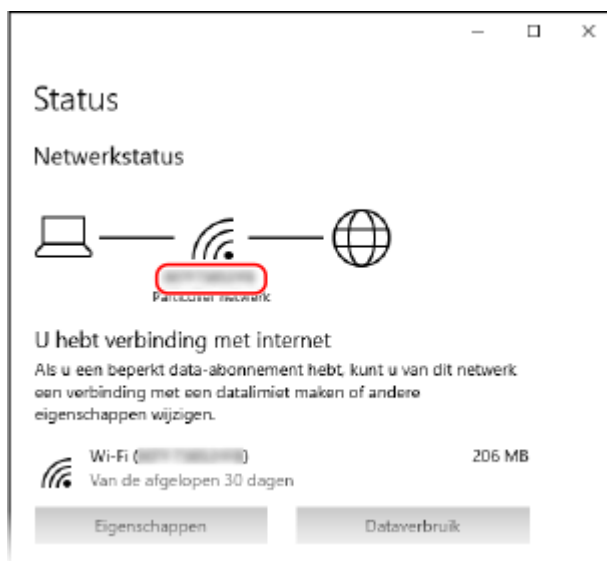 Status
Netwerkstatus
Particulier netwerk
U hebt verbinding met internet
Als u een beperkt data-abonnement hebt, kunt u van dit netwerk
een verbinding met een datalimiet maken of andere
eigenschappen wijzigen.
Wi-Fi ( ) 206 MB
Van de afgelopen 30 dagen
Eigenschappen Dataverbruik